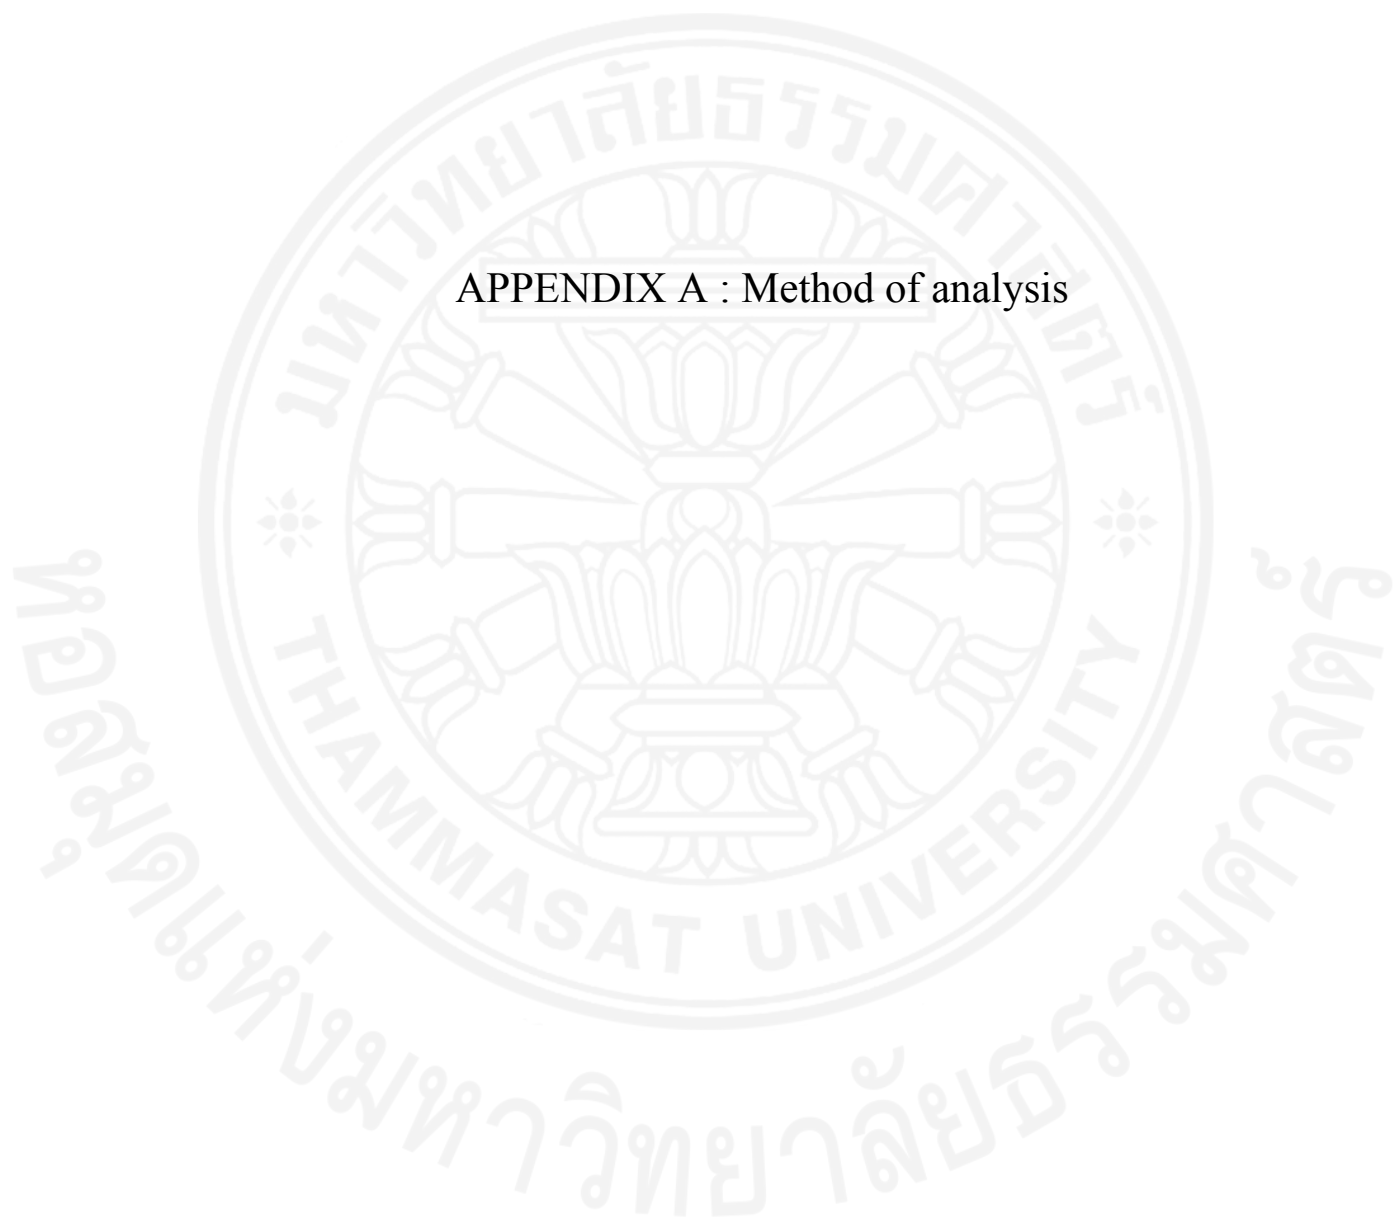 APPENDIX A : Method of analysis
มหาวิทยาลัยธรรมศาสตร์
THAMMASAT UNIVERSITY
หอสมุดแห่งมหาวิทยาลัยธรรมศาสตร์